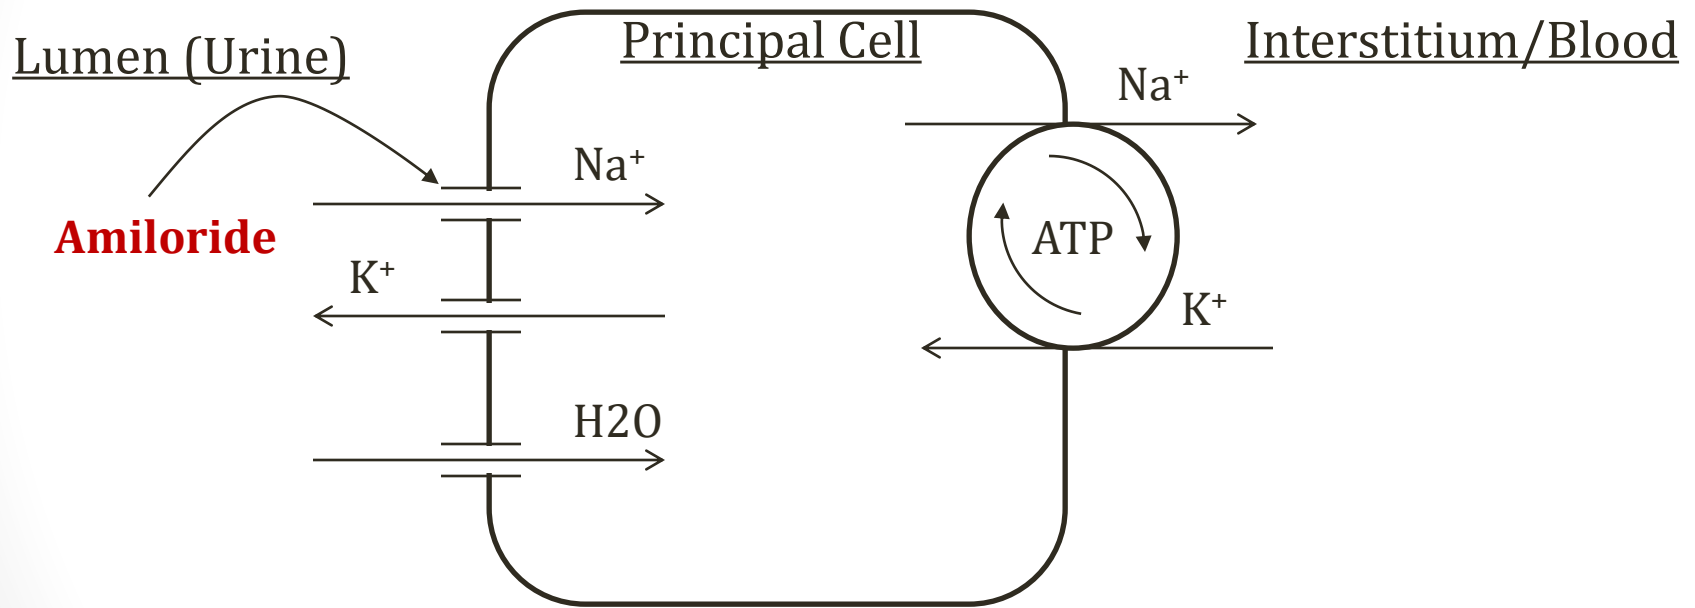 Lumen (Urine)
Principal Cell
Interstitium/Blood
Na⁺
Na⁺
Amiloride
ATP
K⁺
K⁺
H2O